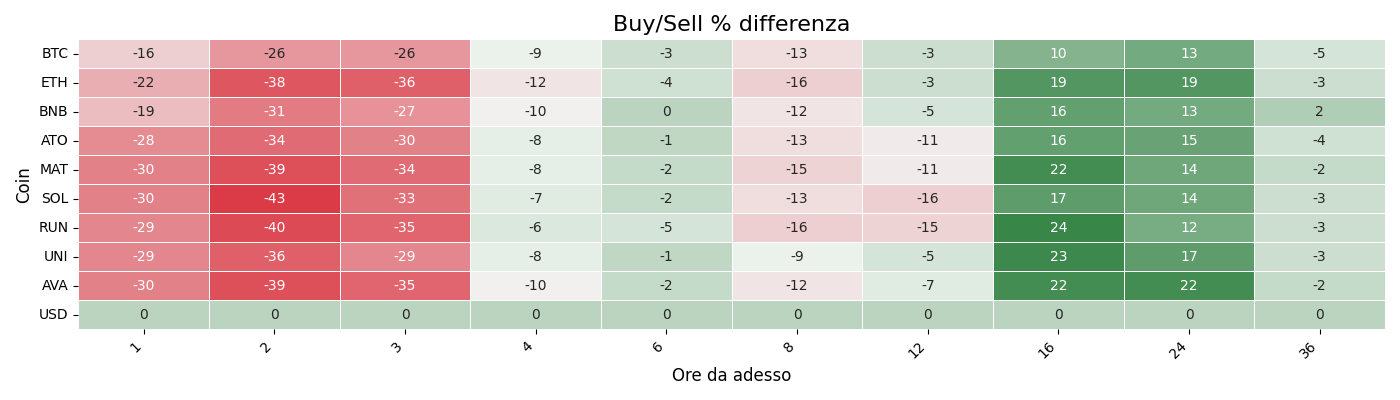 Buy/Sell % differenza
Coin
BTC -16 -26 -26 -9 -3 -13 -3 10 13 -5
ETH -22 -38 -36 -12 -4 -16 -3 19 19 -3
BNB -19 -31 -27 -10 0 -12 -5 16 13 2
ATO -28 -34 -30 -8 -1 -13 -11 16 15 -4
MAT -30 -39 -34 -8 -2 -15 -11 22 14 -2
SOL -30 -43 -33 -7 -2 -13 -16 17 14 -3
RUN -29 -40 -35 -6 -5 -16 -15 24 12 -3
UNI -29 -36 -29 -8 -1 -9 -5 23 17 -3
AVA -30 -39 -35 -10 -2 -12 -7 22 22 -2
USD 0 0 0 0 0 0 0 0 0 0
1 2 3 4 6 8 12 16 24 36
Ore da adesso